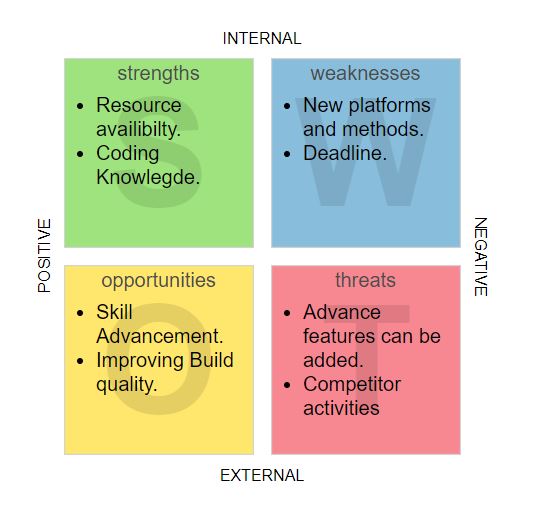 INTERNAL
strengths
• Resource
availibilty.
• Coding
Knowlegde.
S
weaknesses
• New platforms
and methods.
• Deadline.
W
POSITIVE
NEGATIVE
opportunities
• Skill
Advancement.
• Improving Build
quality.
O
threats
• Advance
features can be
added.
• Competitor
activities
T
EXTERNAL